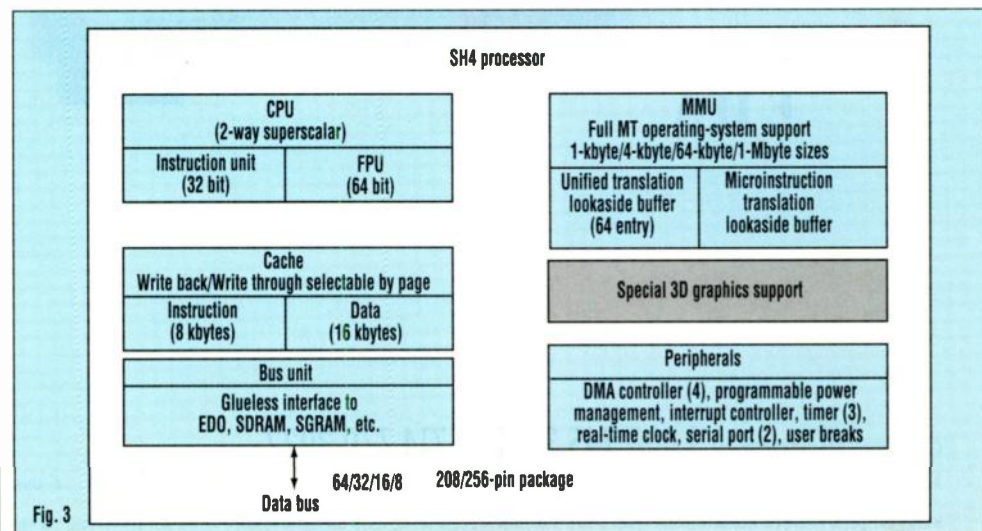 SH4 processor
CPU
(2-way superscalar)
Instruction unit
(32 bit)
FPU
(64 bit)
Cache
Write back/Write through selectable by page
Instruction
(8 kbytes)
Data
(16 kbytes)
Bus unit
Glueless interface to
EDO, SDRAM, SGRAM, etc.
64/32/16/8
Data bus
208/256-pin package
MMU
Full MT operating-system support
1-kbyte/4-kbyte/64-kbyte/1-Mbyte sizes
Unified translation
lookaside buffer
(64 entry)
Microinstruction
translation
lookaside buffer
Special 3D graphics support
Peripherals
DMA controller (4), programmable power
management, interrupt controller, timer (3),
real-time clock, serial port (2), user breaks
Fig. 3